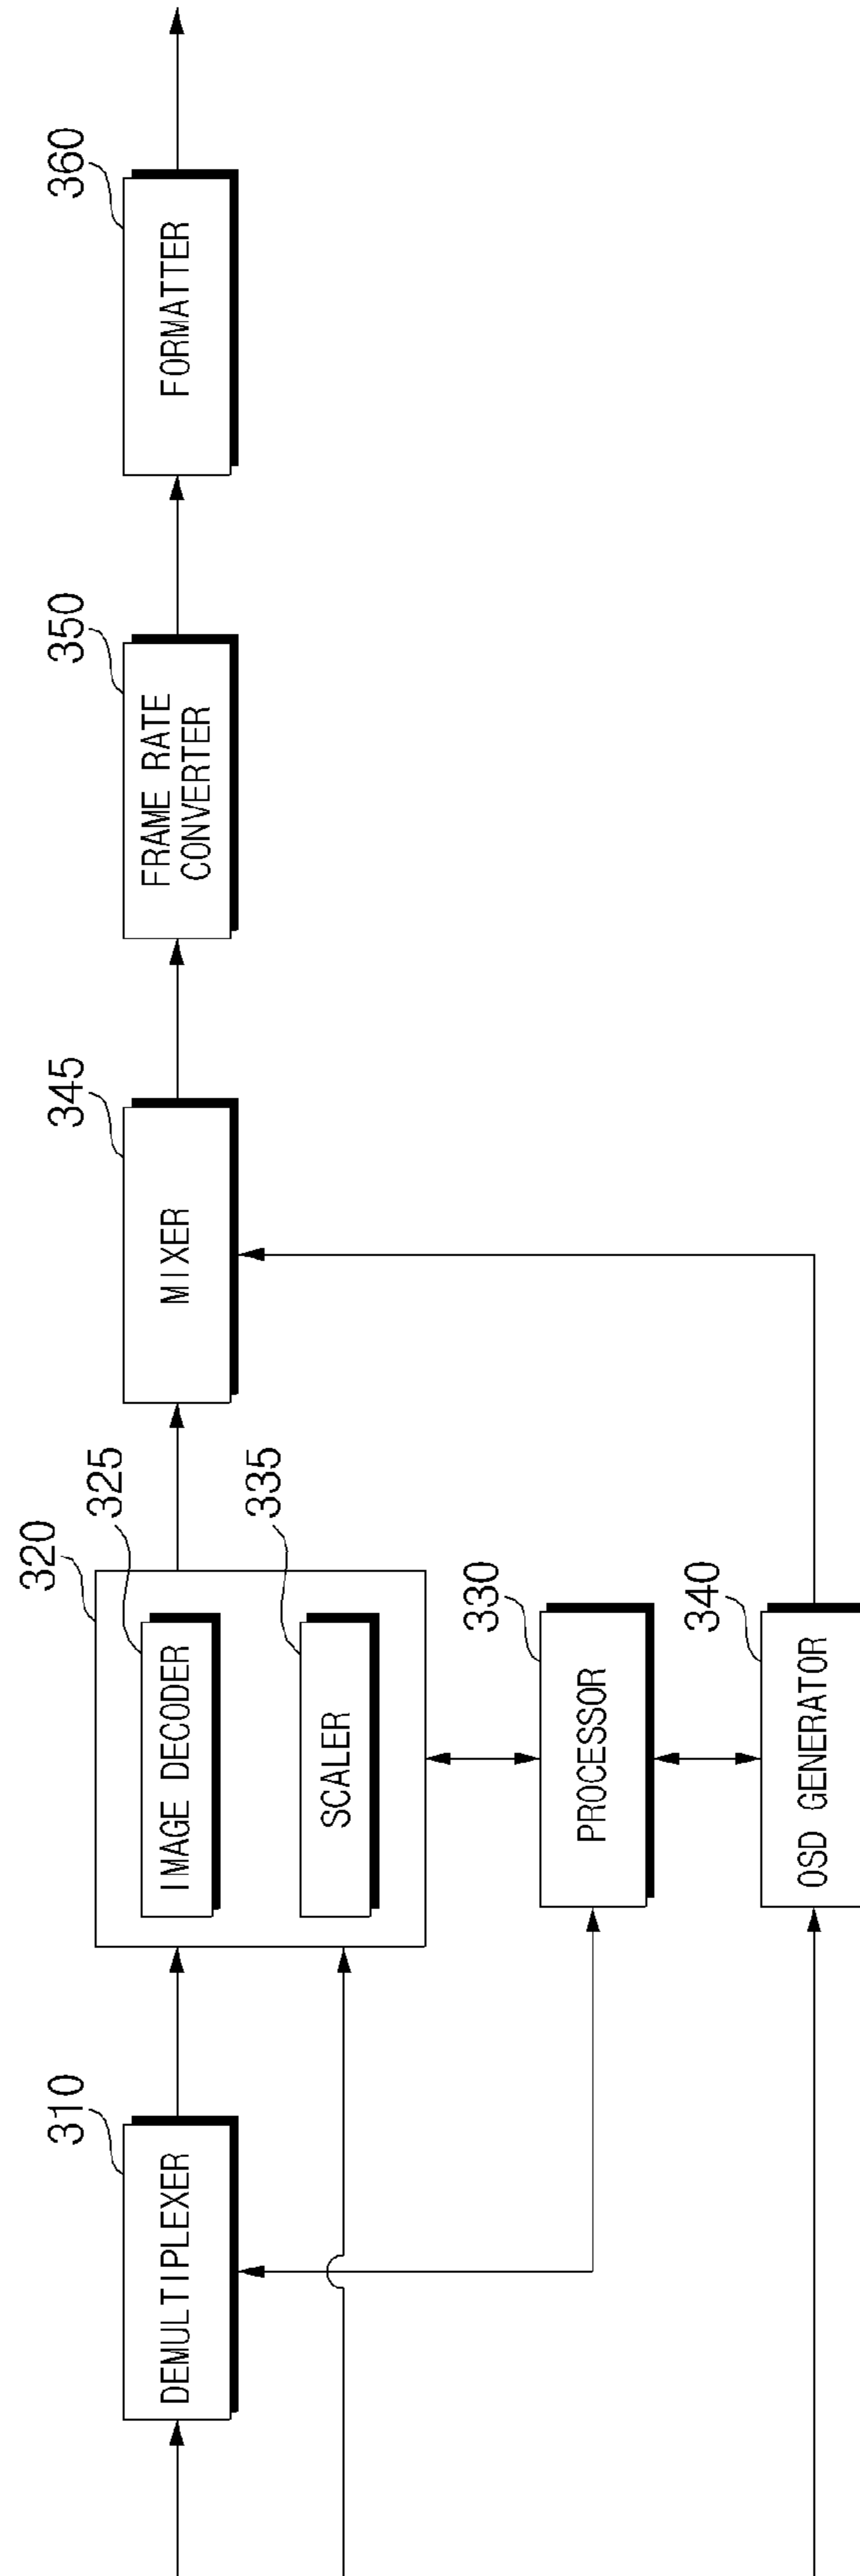 310
DEMULTIPLEXER
320
325
IMAGE DECODER
335
SCALER
330
PROCESSOR
340
OSD GENERATOR
345
MIXER
350
FRAME RATE
CONVERTER
360
FORMATTER